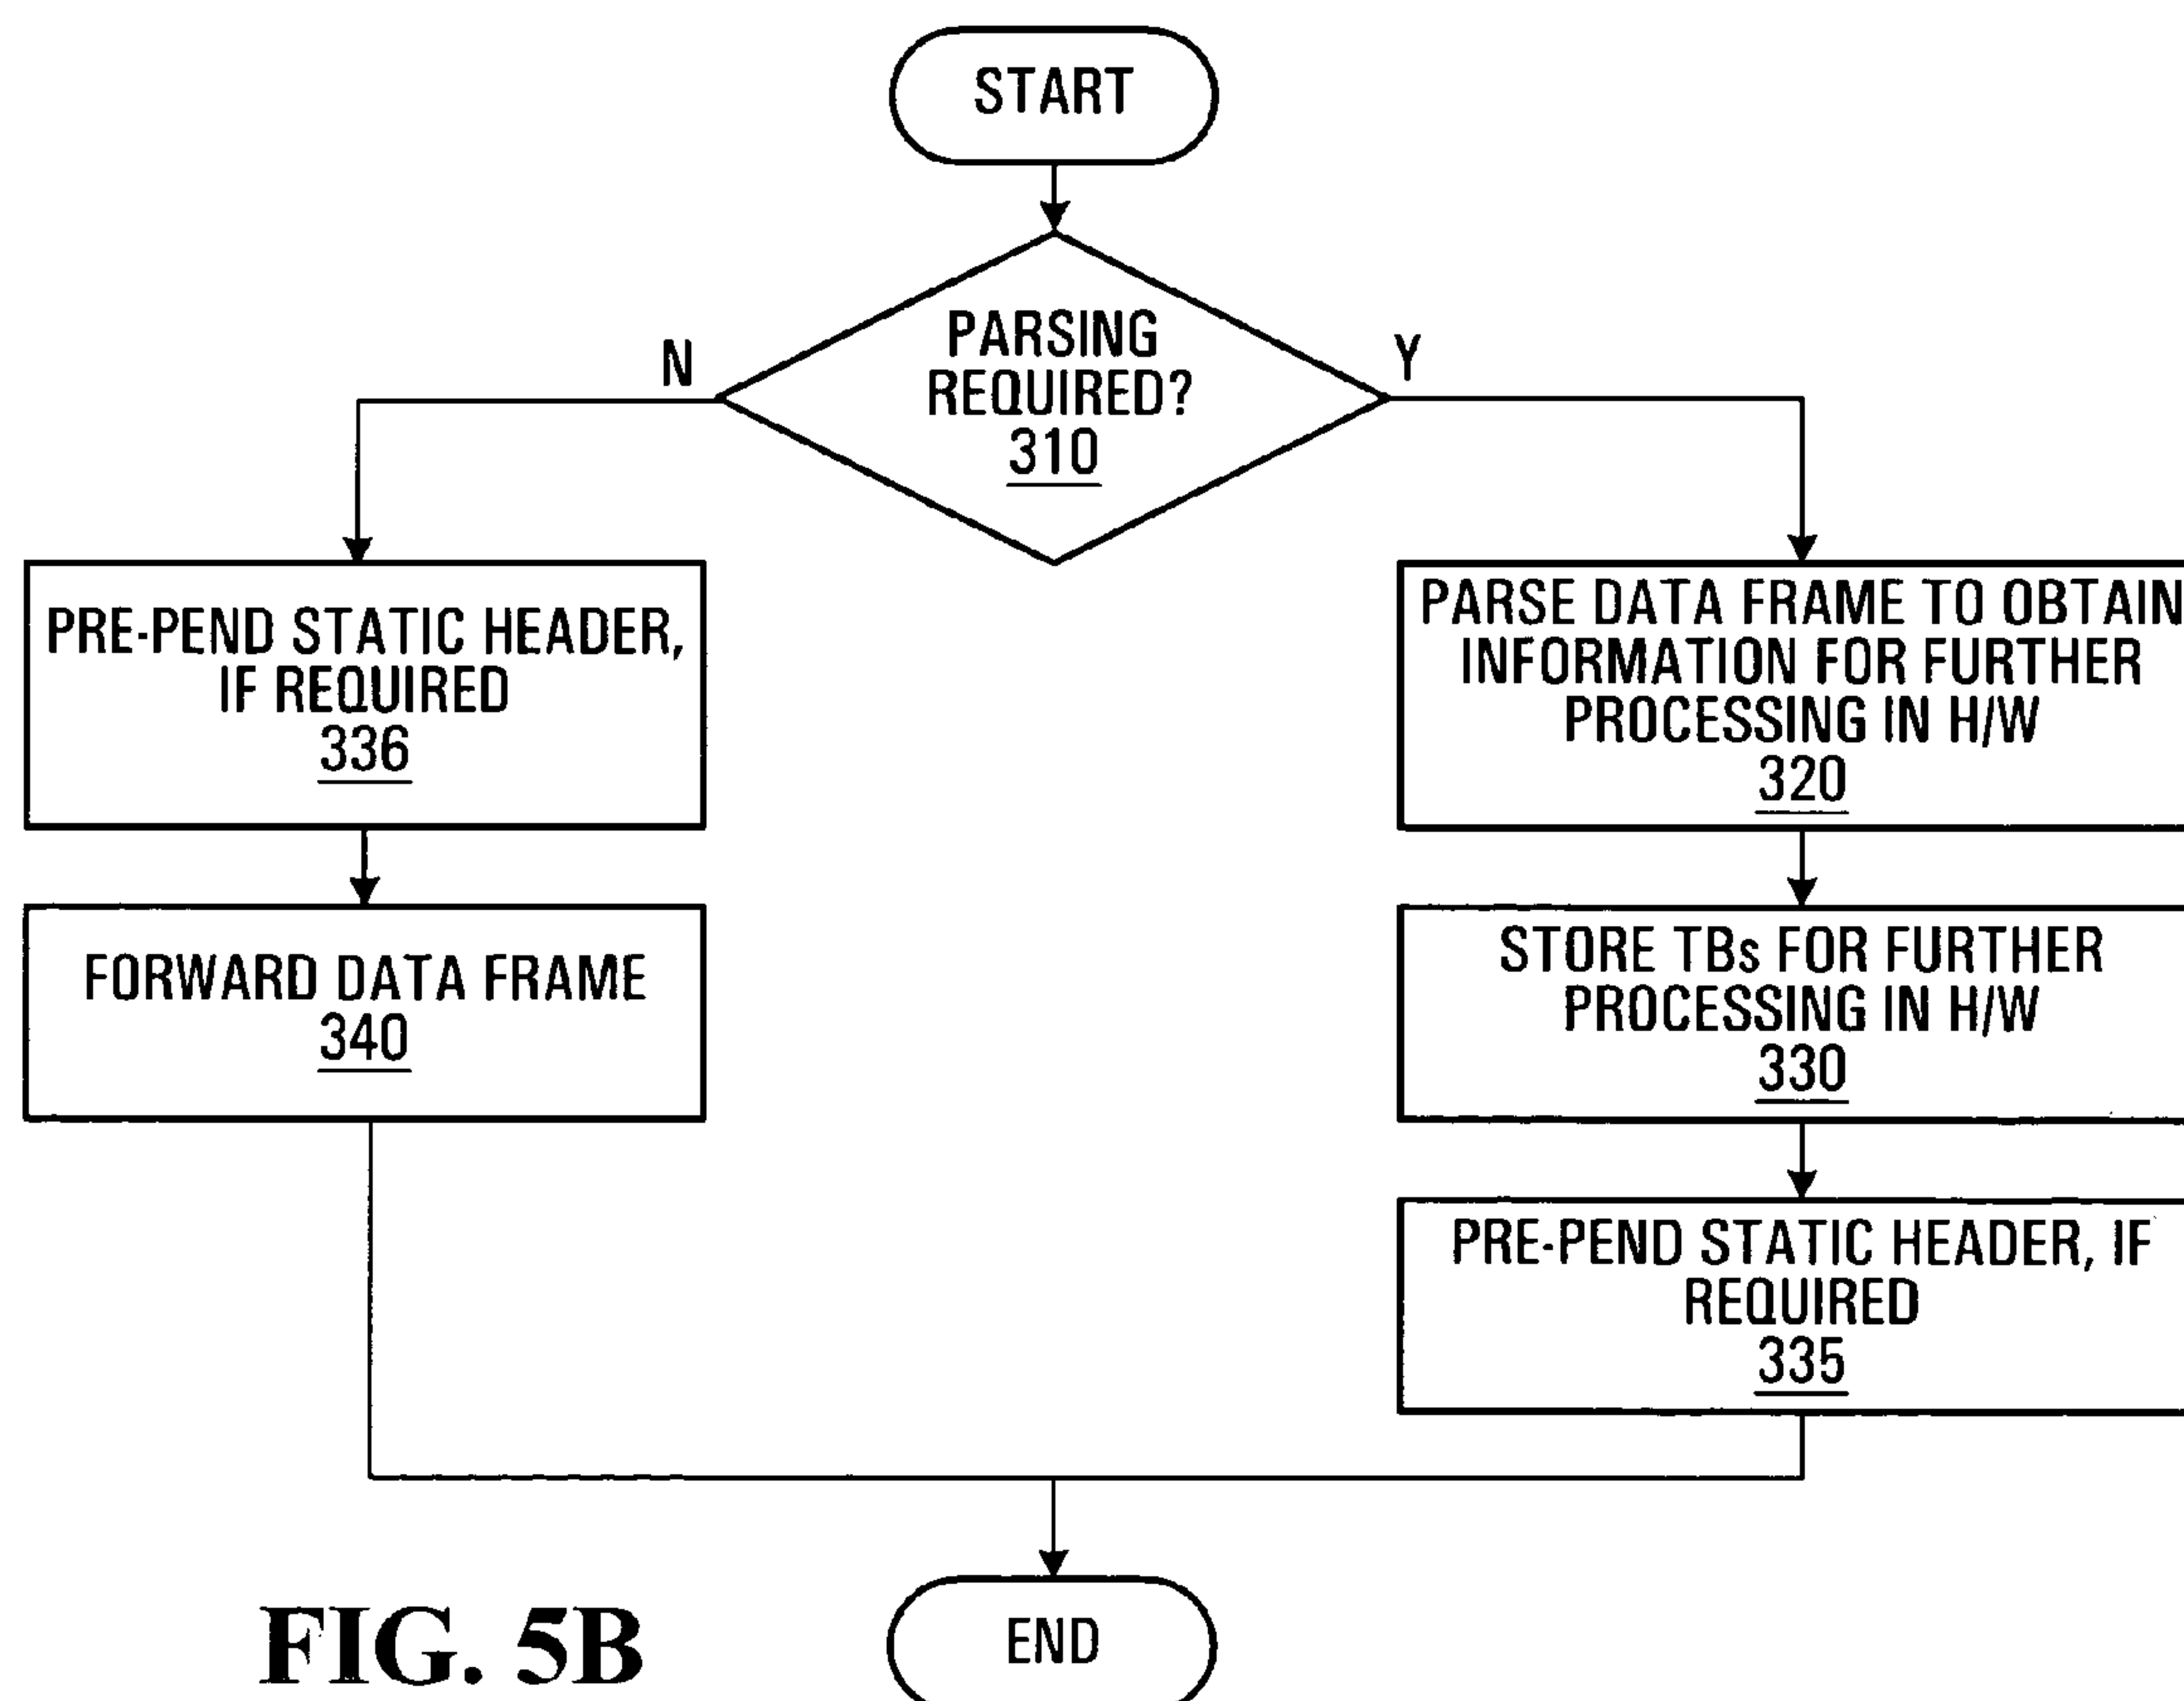 START
PARSING
REQUIRED?
310
N
Y
PRE-PEND STATIC HEADER,
IF REQUIRED
336
PARSE DATA FRAME TO OBTAIN
INFORMATION FOR FURTHER
PROCESSING IN H/W
320
FORWARD DATA FRAME
340
STORE TBs FOR FURTHER
PROCESSING IN H/W
330
PRE-PEND STATIC HEADER, IF
REQUIRED
335
END
FIG. 5B